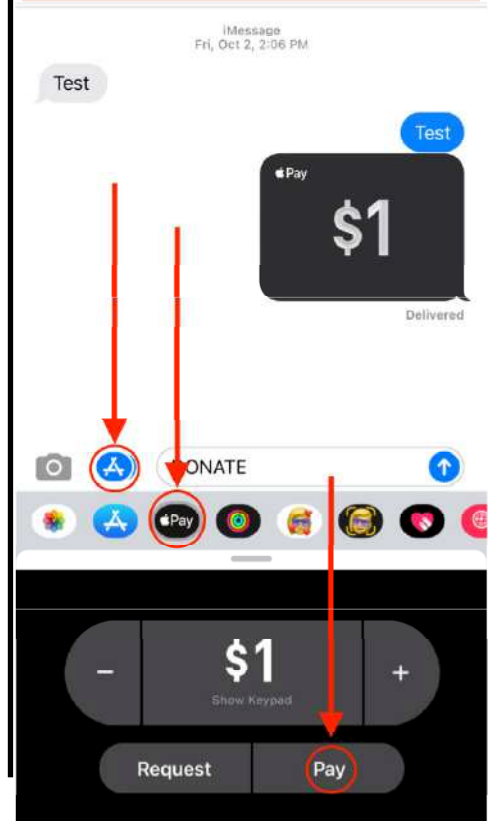 iMessage
Fri, Oct 2, 2:06 PM
Test
Test
Pay
$1
Delivered
ONATE
Pay
$1
Show Keypad
Request
Pay